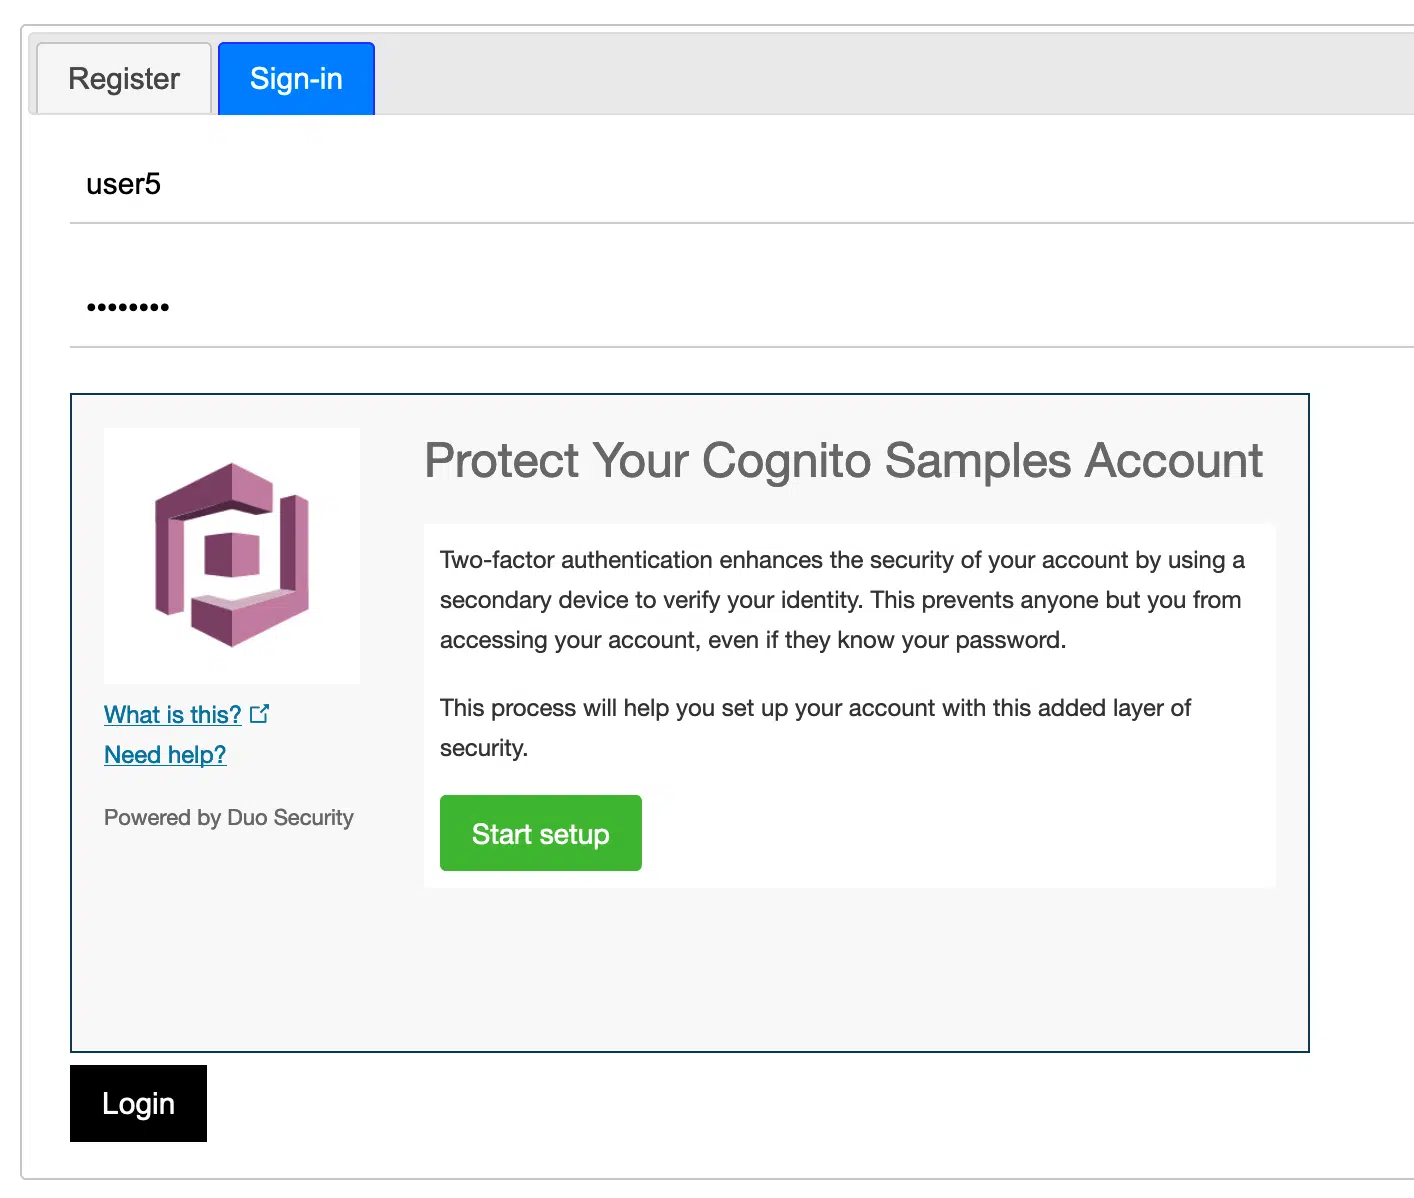 Register
Sign-in
user5
••••••••
Protect Your Cognito Samples Account
Two-factor authentication enhances the security of your account by using a
secondary device to verify your identity. This prevents anyone but you from
accessing your account, even if they know your password.
This process will help you set up your account with this added layer of
security.
Start setup
What is this?
Need help?
Powered by Duo Security
Login